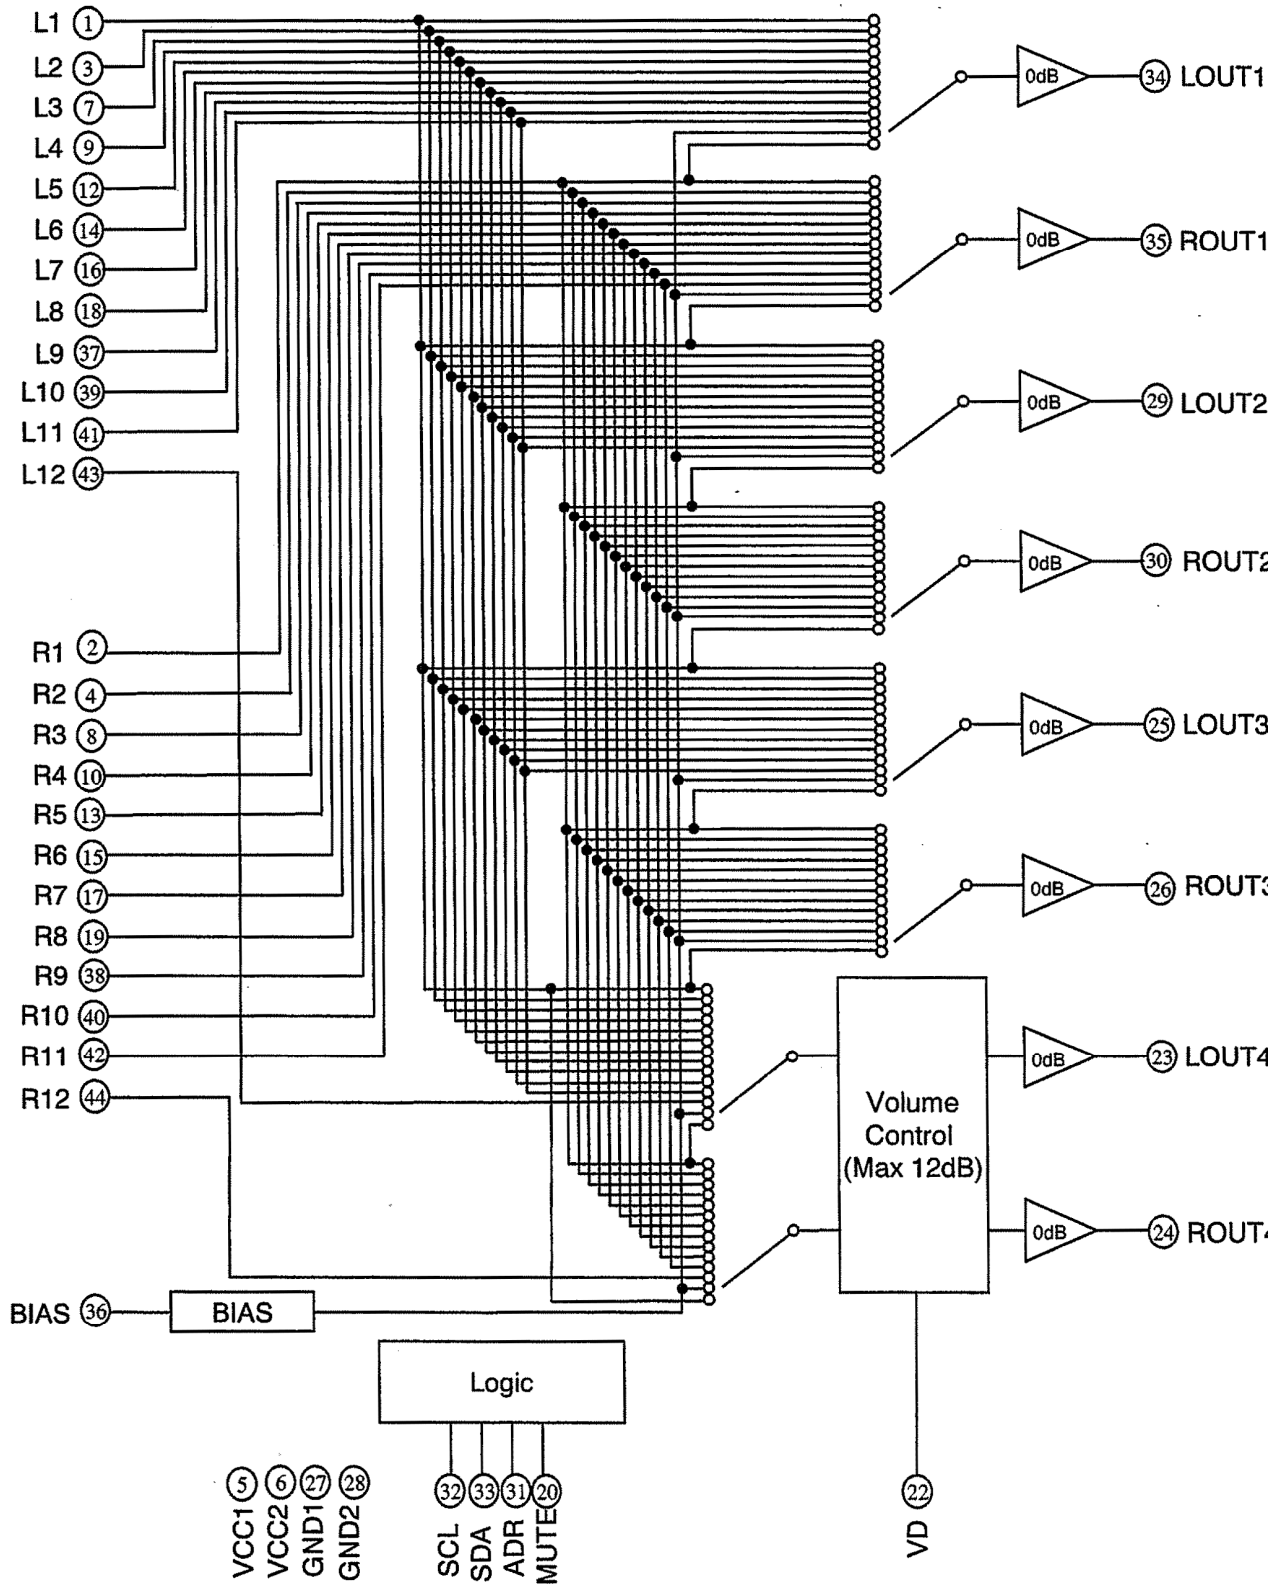 L1 1
L2 3
L3 7
L4 9
L5 12
L6 14
L7 16
L8 18
L9 37
L10 39
L11 41
L12 43
R1 2
R2 4
R3 8
R4 10
R5 13
R6 15
R7 17
R8 19
R9 38
R10 40
R11 42
R12 44
BIAS 36 BIAS
0dB 34 LOUT1
0dB 35 ROUT1
0dB 29 LOUT2
0dB 30 ROUT2
0dB 25 LOUT3
0dB 26 ROUT3
0dB 23 LOUT4
0dB 24 ROUT4
Volume
Control
(Max 12dB)
22
VD
Logic
32 33 31 20
SCL
SDA
ADR
MUTE
5 6 27 28
VCC1
VCC2
GND1
GND2